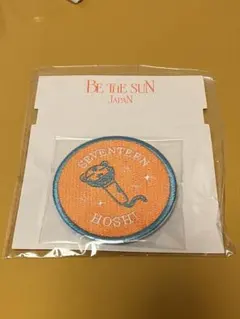 BE THE SUN
JAPAN
SEVENTEEN
HOSHI